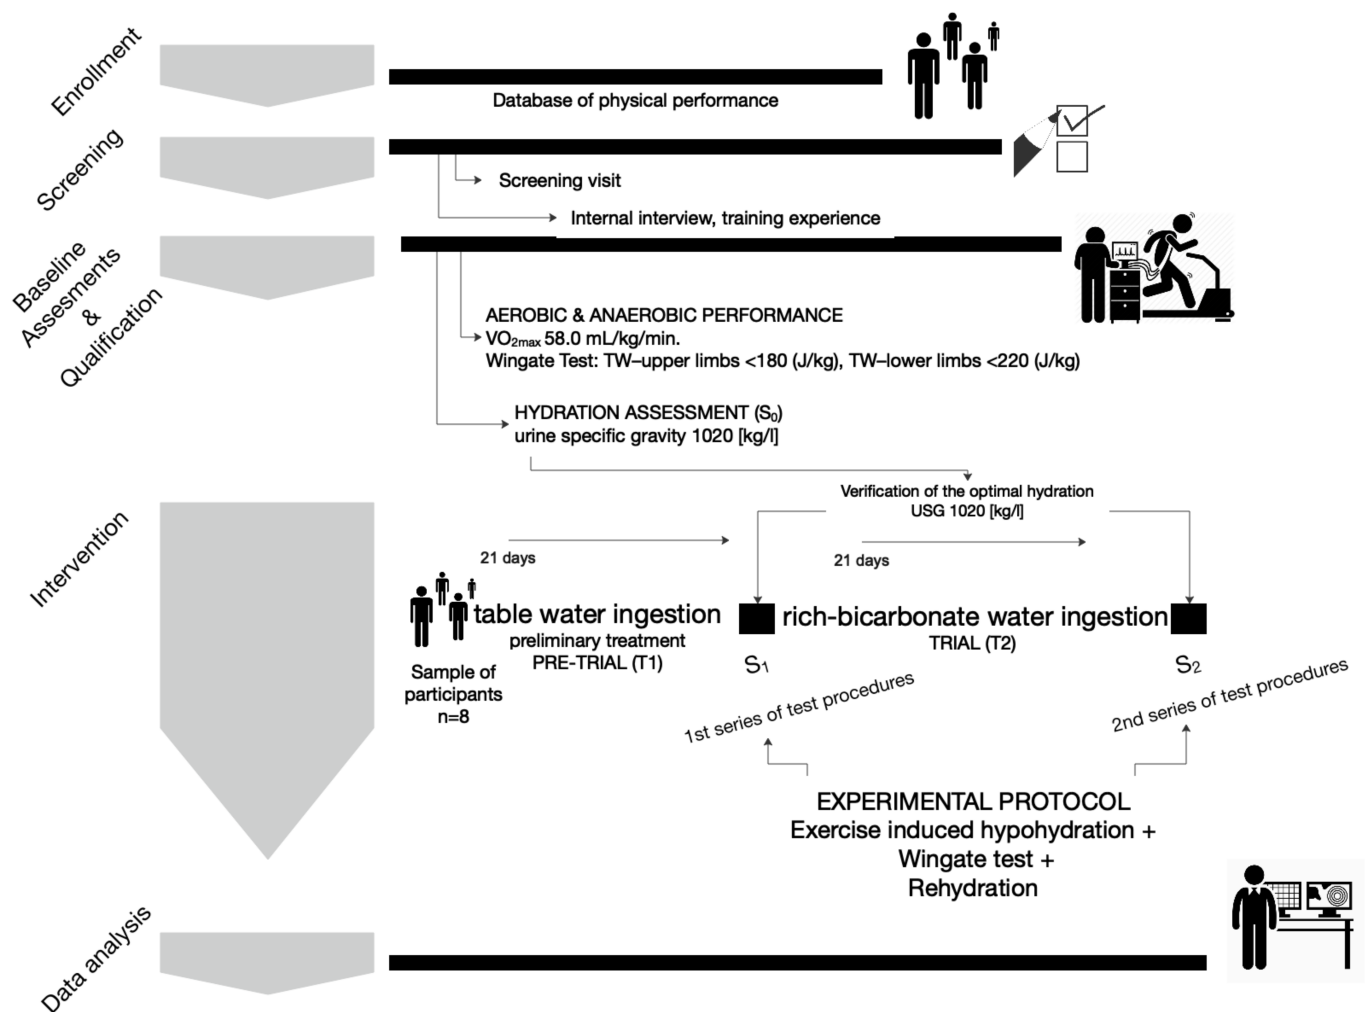 Enrollment
Database of physical performance
Screening
Screening visit
Internal interview, training experience
Baseline
Assesments
&
Qualification
AEROBIC & ANAEROBIC PERFORMANCE
VO2max 58.0 mL/kg/min.
Wingate Test: TW–upper limbs <180 (J/kg), TW–lower limbs <220 (J/kg)
HYDRATION ASSESSMENT (S0)
urine specific gravity 1020 [kg/l]
Verification of the optimal hydration
USG 1020 [kg/l]
Intervention
21 days
21 days
table water ingestion
preliminary treatment
PRE-TRIAL (T1)
rich-bicarbonate water ingestion
TRIAL (T2)
Sample of
participants
n=8
S1
S2
1st series of test procedures
2nd series of test procedures
EXPERIMENTAL PROTOCOL
Exercise induced hypohydration +
Wingate test +
Rehydration
Data analysis